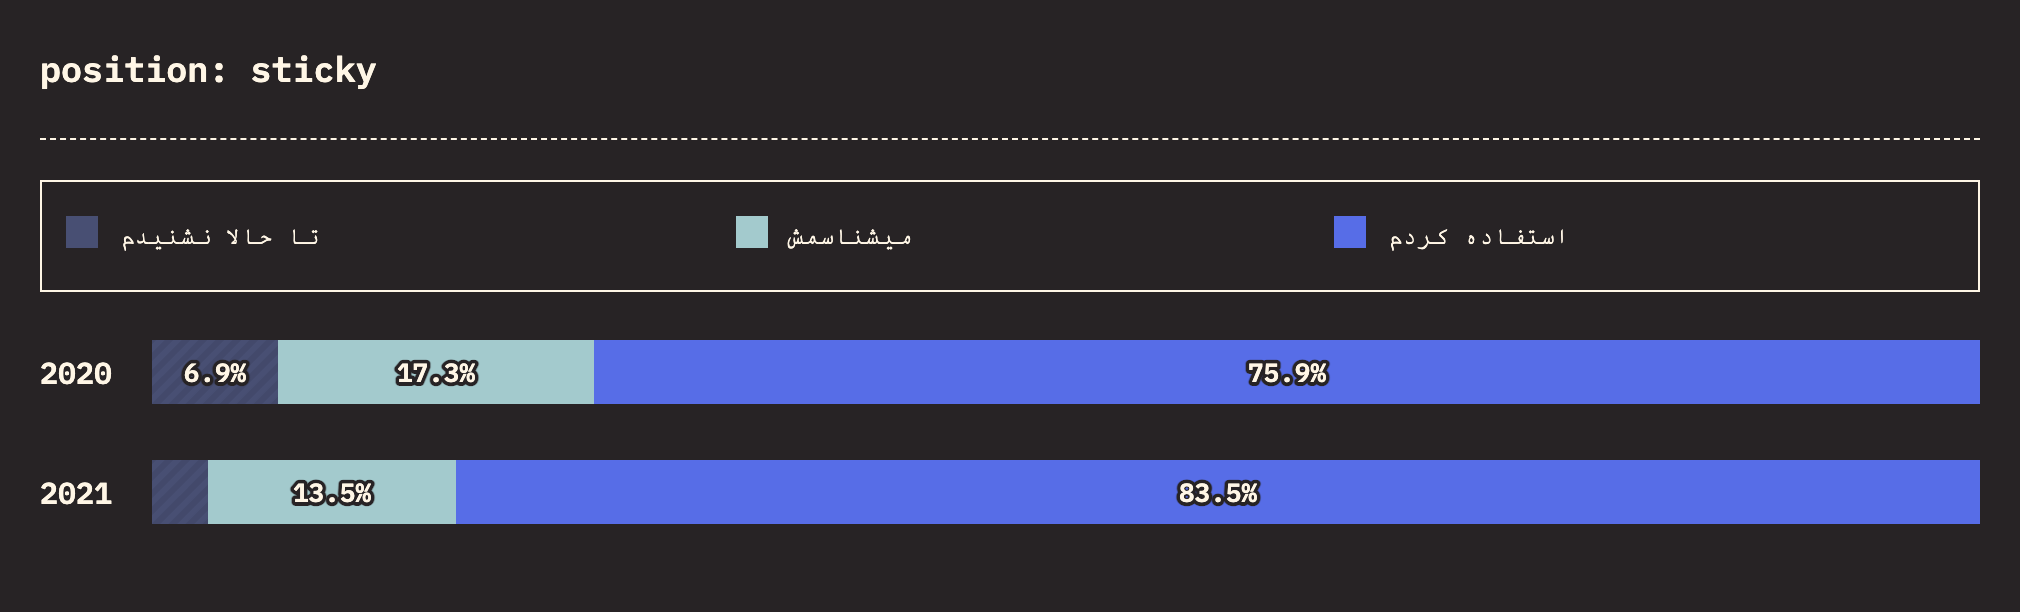 position: sticky
تا حالا نشنیدم
میشناسمش
استفاده کردم
2020 6.9% 17.3% 75.9%
2021 13.5% 83.5%